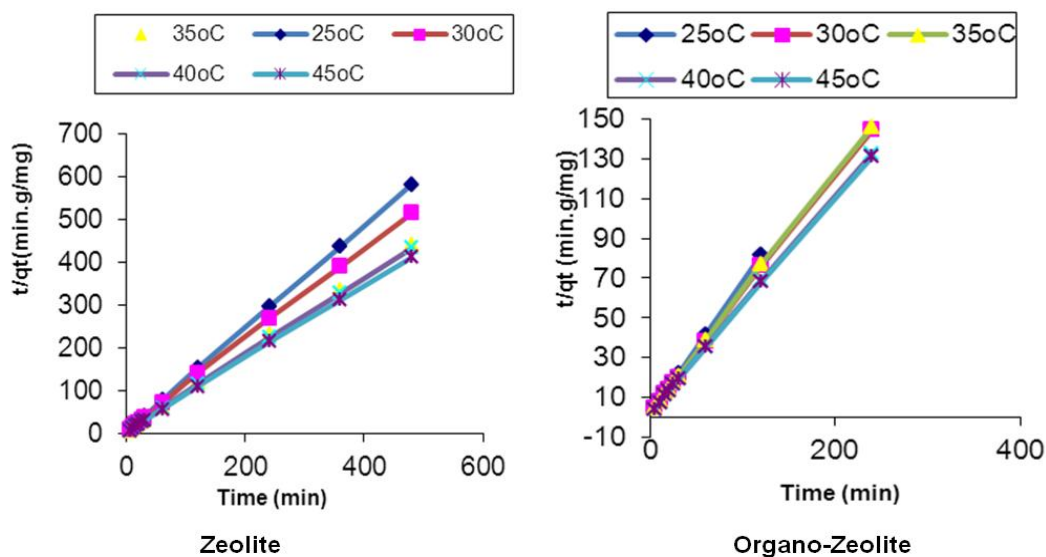 35oC 25oC 30oC
40oC 45oC
t/qt(min.g/mg)
700
600
500
400
300
200
100
0
0 200 400 600
Time (min)
Zeolite
25oC 30oC 35oC
40oC 45oC
t/qt (min.g/mg)
150
130
110
90
70
50
30
10
-10
0 200 400
Time (min)
Organo-Zeolite